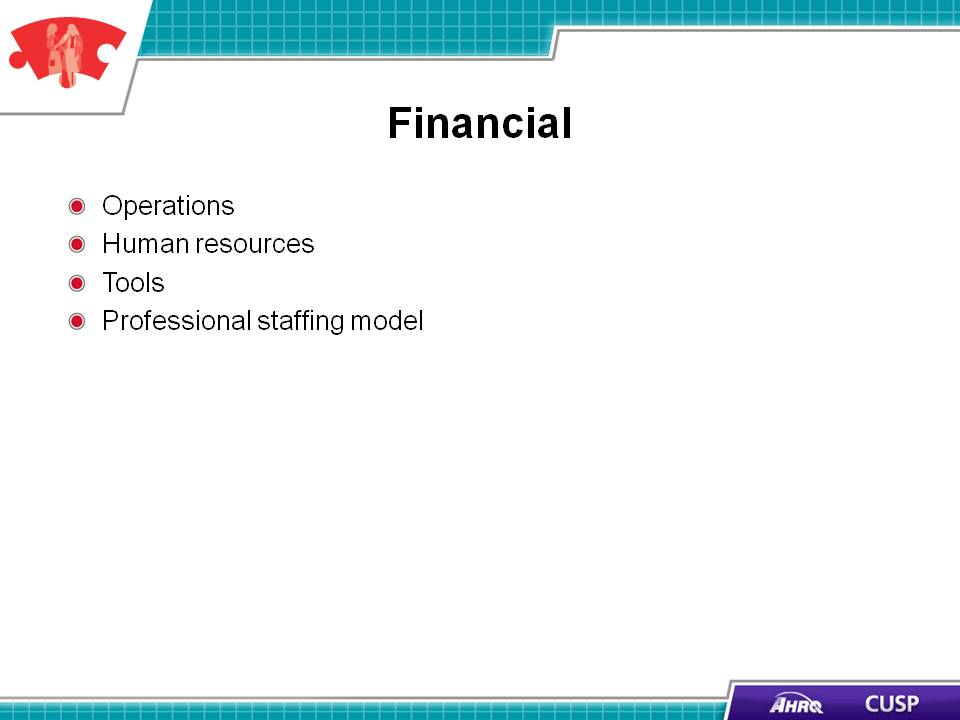 Financial
Operations
Human resources
Tools
Professional staffing model
AHRQ
CUSP